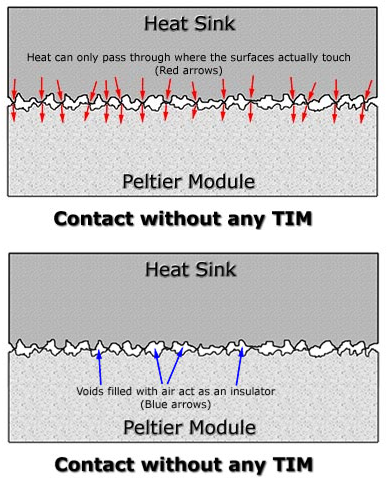 Heat Sink
Heat can only pass through where the surfaces actually touch
(Red arrows)
Peltier Module
Contact without any TIM
Heat Sink
Voids filled with air act as an insulator
(Blue arrows)
Peltier Module
Contact without any TIM